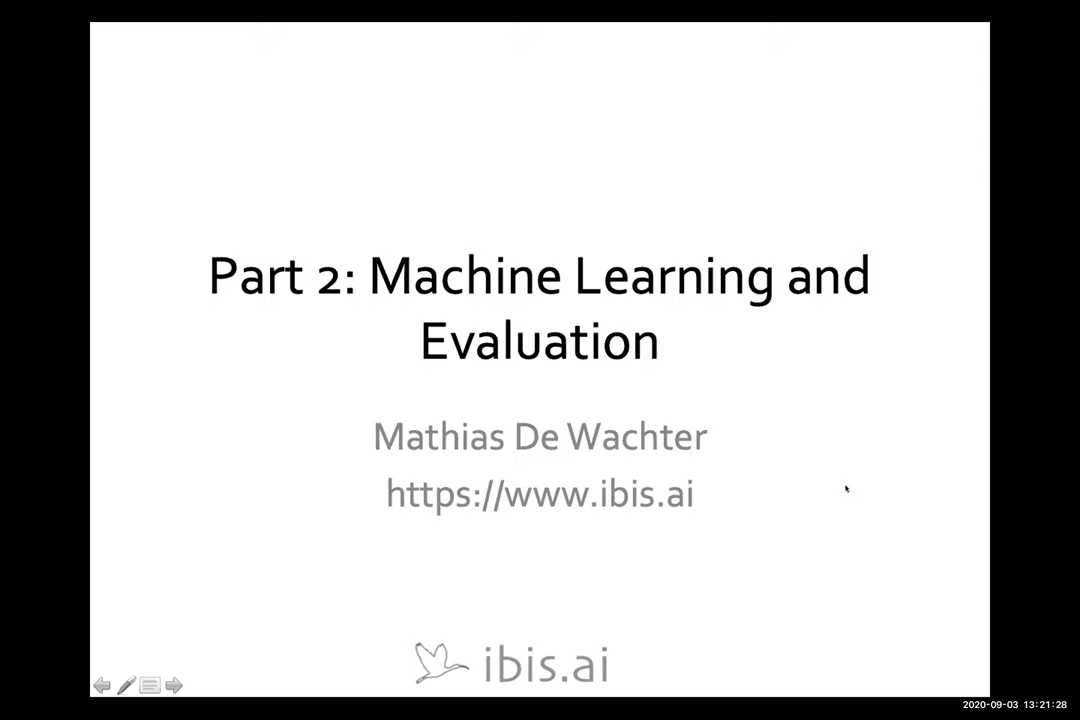 Part 2: Machine Learning and
Evaluation
Mathias De Wachter
https://www.ibis.ai
ibis.ai
2020-09-03 13:21:28